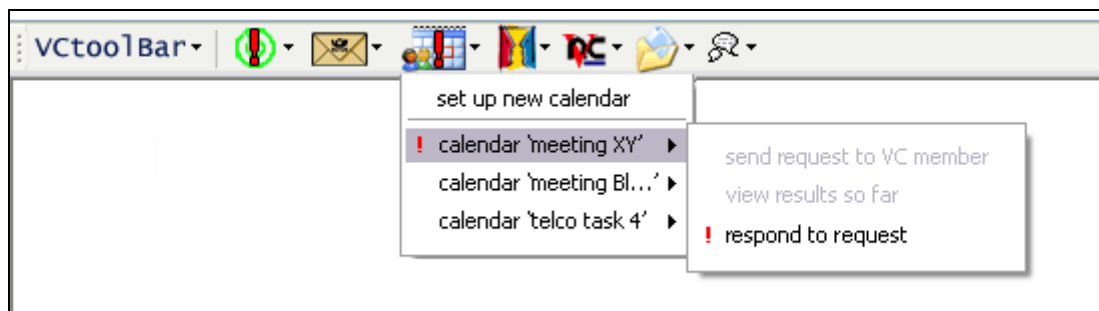 VCtoolBar
set up new calendar
! calendar 'meeting XY'
calendar 'meeting Bl...'
calendar 'telco task 4'
send request to VC member
view results so far
! respond to request